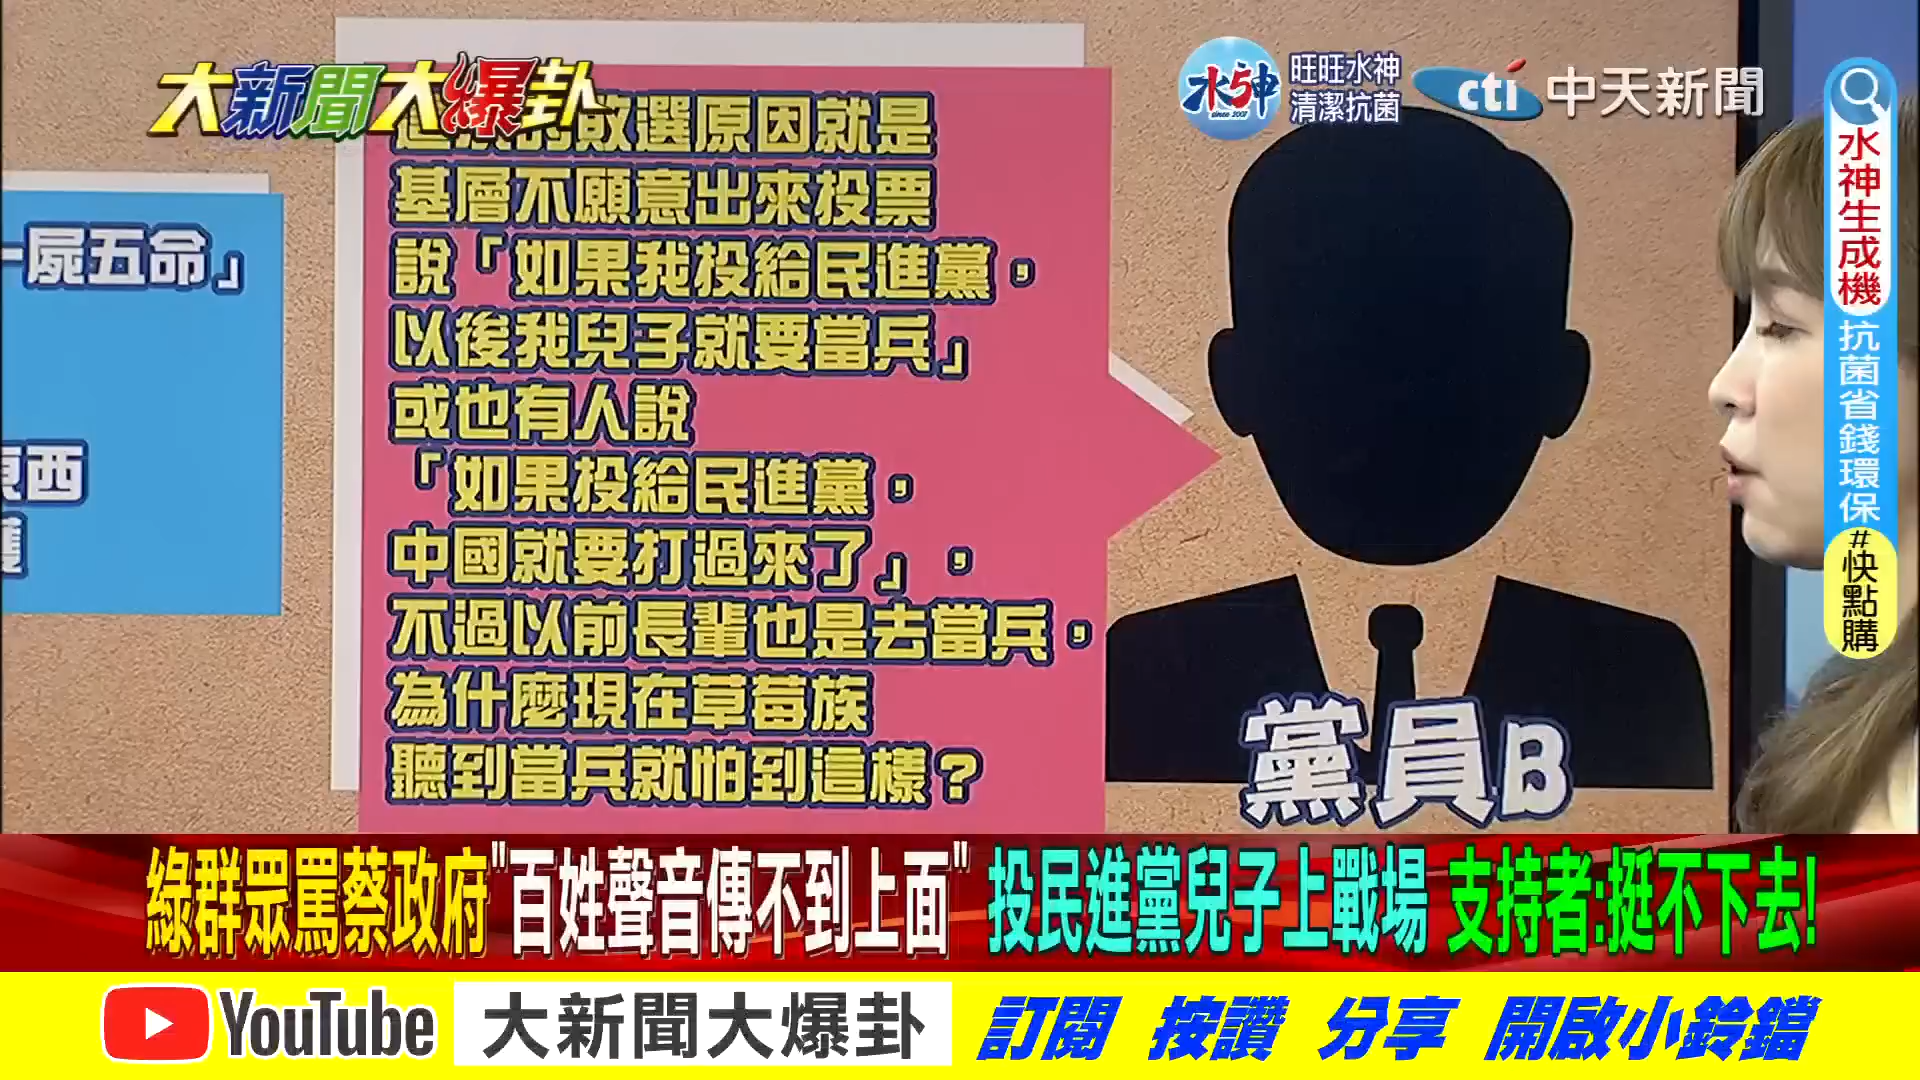 大新聞大爆卦
水神
since 2007
旺旺水神
清潔抗菌
cti 中天新聞
水神生成機
抗菌省錢環保
#快點購
一屍五命」
東西
敗選原因就是
基層不願意出來投票
說「如果我投給民進黨，
以後我兒子就要當兵」
或也有人說
「如果投給民進黨，
中國就要打過來了」，
不過以前長輩也是去當兵，
為什麼現在草莓族
聽到當兵就怕到這樣？
黨員B
綠群眾罵蔡政府"百姓聲音傳不到上面" 投民進黨兒子上戰場 支持者:挺不下去!
YouTube 大新聞大爆卦 訂閱 按讚 分享 開啟小鈴鐺